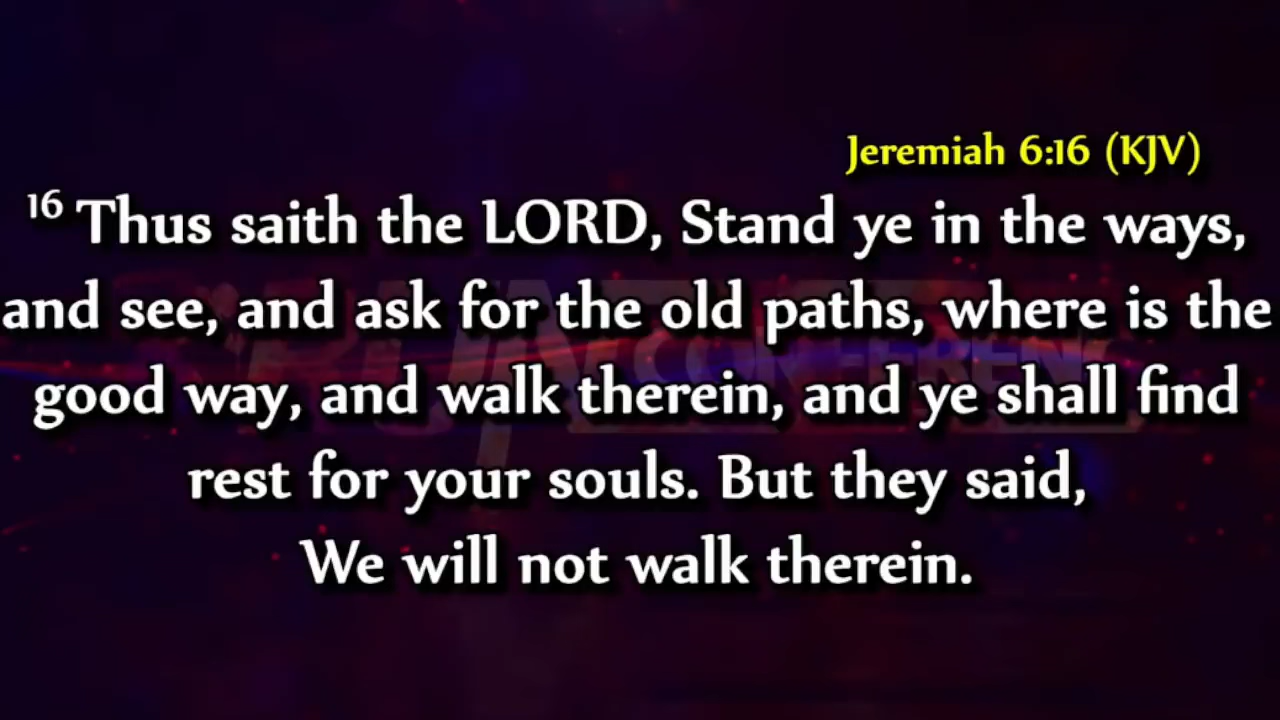 Jeremiah 6:16 (KJV)
16 Thus saith the LORD, Stand ye in the ways,
and see, and ask for the old paths, where is the
good way, and walk therein, and ye shall find
rest for your souls. But they said,
We will not walk therein.